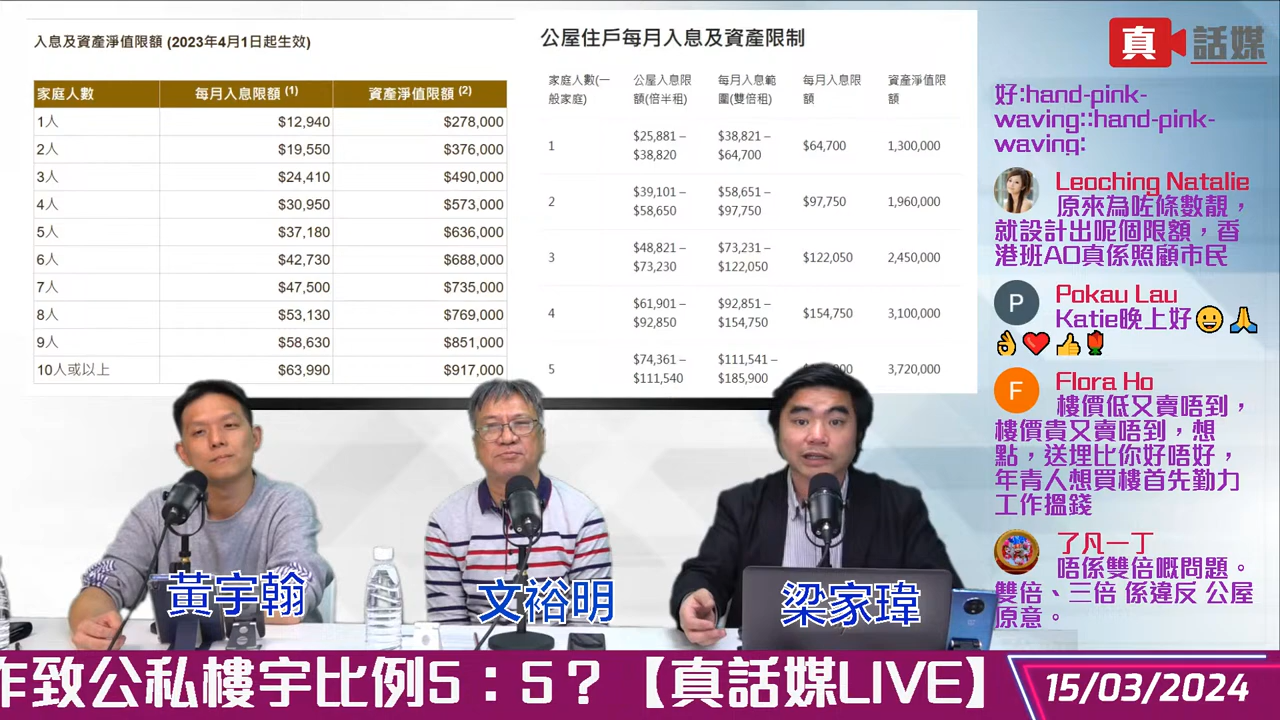 入息及資產淨值限額 (2023年4月1日起生效)
家庭人數 每月入息限額 (1) 資產淨值限額 (2)
1人 $12,940 $278,000
2人 $19,550 $376,000
3人 $24,410 $490,000
4人 $30,950 $573,000
5人 $37,180 $636,000
6人 $42,730 $688,000
7人 $47,500 $735,000
8人 $53,130 $769,000
9人 $58,630 $851,000
10人或以上 $63,990 $917,000
公屋住戶每月入息及資產限制
家庭人數(一 公屋入息限 每月入息範 每月入息限 資產淨值限
般家庭) 額(倍半租) 圍(雙倍租) 額 額
$25,881 – $38,821 –
1 $64,700 1,300,000
$38,820 $64,700
$39,101 – $58,651 –
2 $97,750 1,960,000
$58,650 $97,750
$48,821 – $73,231 –
3 $122,050 2,450,000
$73,230 $122,050
$61,901 – $92,851 –
4 $154,750 3,100,000
$92,850 $154,750
$74,361 – $111,541 –
5 3,720,000
$111,540 $185,900
真話媒
好:hand-pink-
waving::hand-pink-
waving:
Leoching Natalie
原來為咗條數靚，
就設計出呢個限額，香
港班AO真係照顧市民
P
Pokau Lau
Katie晚上好😀🙏
👌❤️👍🌹
F
Flora Ho
樓價低又賣唔到，
樓價貴又賣唔到，想
點，送埋比你好唔好，
年青人想買樓首先勤力
工作搵錢
了凡一丁
唔係雙倍嘅問題。
雙倍、三倍 係違反 公屋
原意。
黃宇翰
文裕明
梁家瑋
作致公私樓宇比例5：5？【真話媒LIVE】
15/03/2024